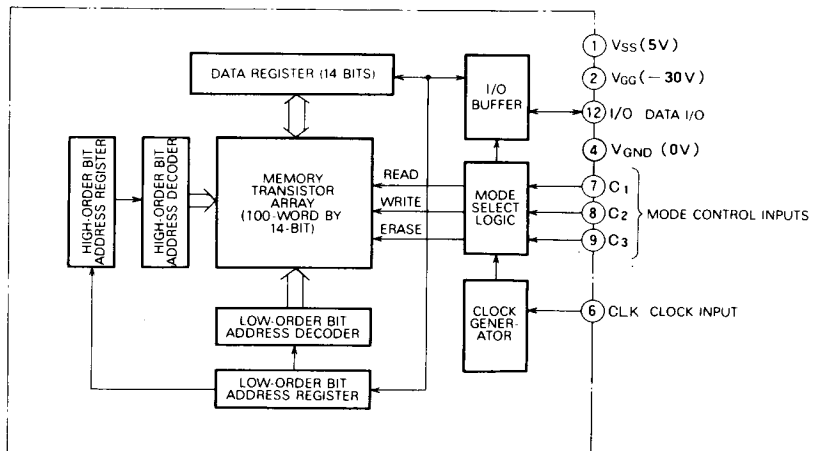 DATA REGISTER (14 BITS)
I/O
BUFFER
1 VSS (5V)
2 VGG (−30V)
12 I/O DATA I/O
4 VGND (0V)
HIGH-ORDER BIT
ADDRESS REGISTER
HIGH-ORDER BIT
ADDRESS DECODER
MEMORY
TRANSISTOR
ARRAY
(100-WORD BY
14-BIT)
READ
WRITE
ERASE
MODE
SELECT
LOGIC
7 C1
8 C2
9 C3
MODE CONTROL INPUTS
LOW-ORDER BIT
ADDRESS DECODER
CLOCK
GENER-
ATOR
6 CLK CLOCK INPUT
LOW-ORDER BIT
ADDRESS REGISTER